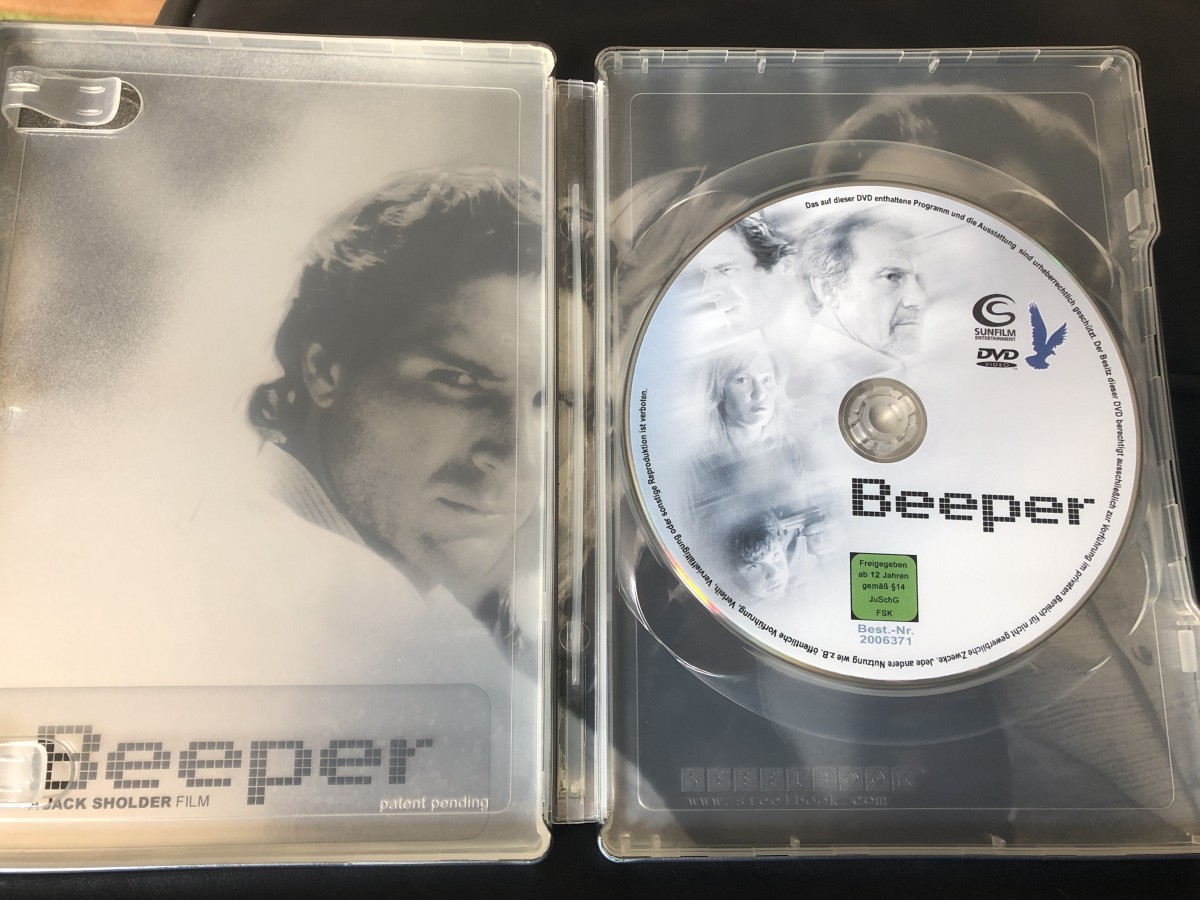 Beeper
A JACK SHOLDER FILM
patent pending
Das auf dieser DVD enthaltene Programm und die Ausstattung sind urheberrechtlich geschützt. Der Besitz dieser DVD berechtigt ausschließlich zur Vorführung im privaten Bereich für nicht gewerbliche Zwecke. Jede andere Nutzung wie z.B. öffentliche Vorführung, Verleih, Vervielfältigung oder sonstige Reproduktion ist verboten.
SUNFILM
ENTERTAINMENT
DVD
VIDEO
Beeper
Freigegeben
ab 12 Jahren
gemäß §14
JuSchG
FSK
Best.-Nr.
2006371
STEELBOOK
www.steelbook.com